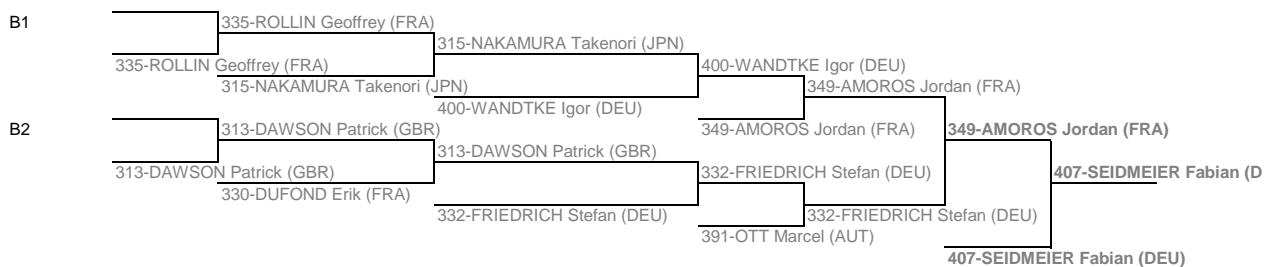 B1
335-ROLLIN Geoffrey (FRA)
315-NAKAMURA Takenori (JPN)
335-ROLLIN Geoffrey (FRA)
400-WANDTKE Igor (DEU)
315-NAKAMURA Takenori (JPN)
349-AMOROS Jordan (FRA)
400-WANDTKE Igor (DEU)
B2
313-DAWSON Patrick (GBR)
349-AMOROS Jordan (FRA)
349-AMOROS Jordan (FRA)
313-DAWSON Patrick (GBR)
313-DAWSON Patrick (GBR)
332-FRIEDRICH Stefan (DEU)
407-SEIDMEIER Fabian (D
330-DUFOND Erik (FRA)
332-FRIEDRICH Stefan (DEU)
332-FRIEDRICH Stefan (DEU)
391-OTT Marcel (AUT)
407-SEIDMEIER Fabian (DEU)